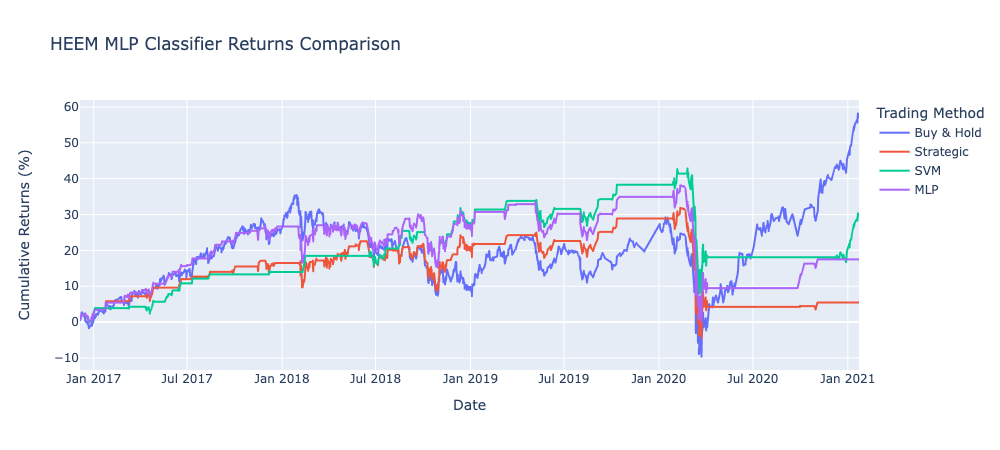 HEEM MLP Classifier Returns Comparison
Cumulative Returns (%)
60
50
40
30
20
10
0
−10
Jan 2017 Jul 2017 Jan 2018 Jul 2018 Jan 2019 Jul 2019 Jan 2020 Jul 2020 Jan 2021
Date
Trading Method
Buy & Hold
Strategic
SVM
MLP